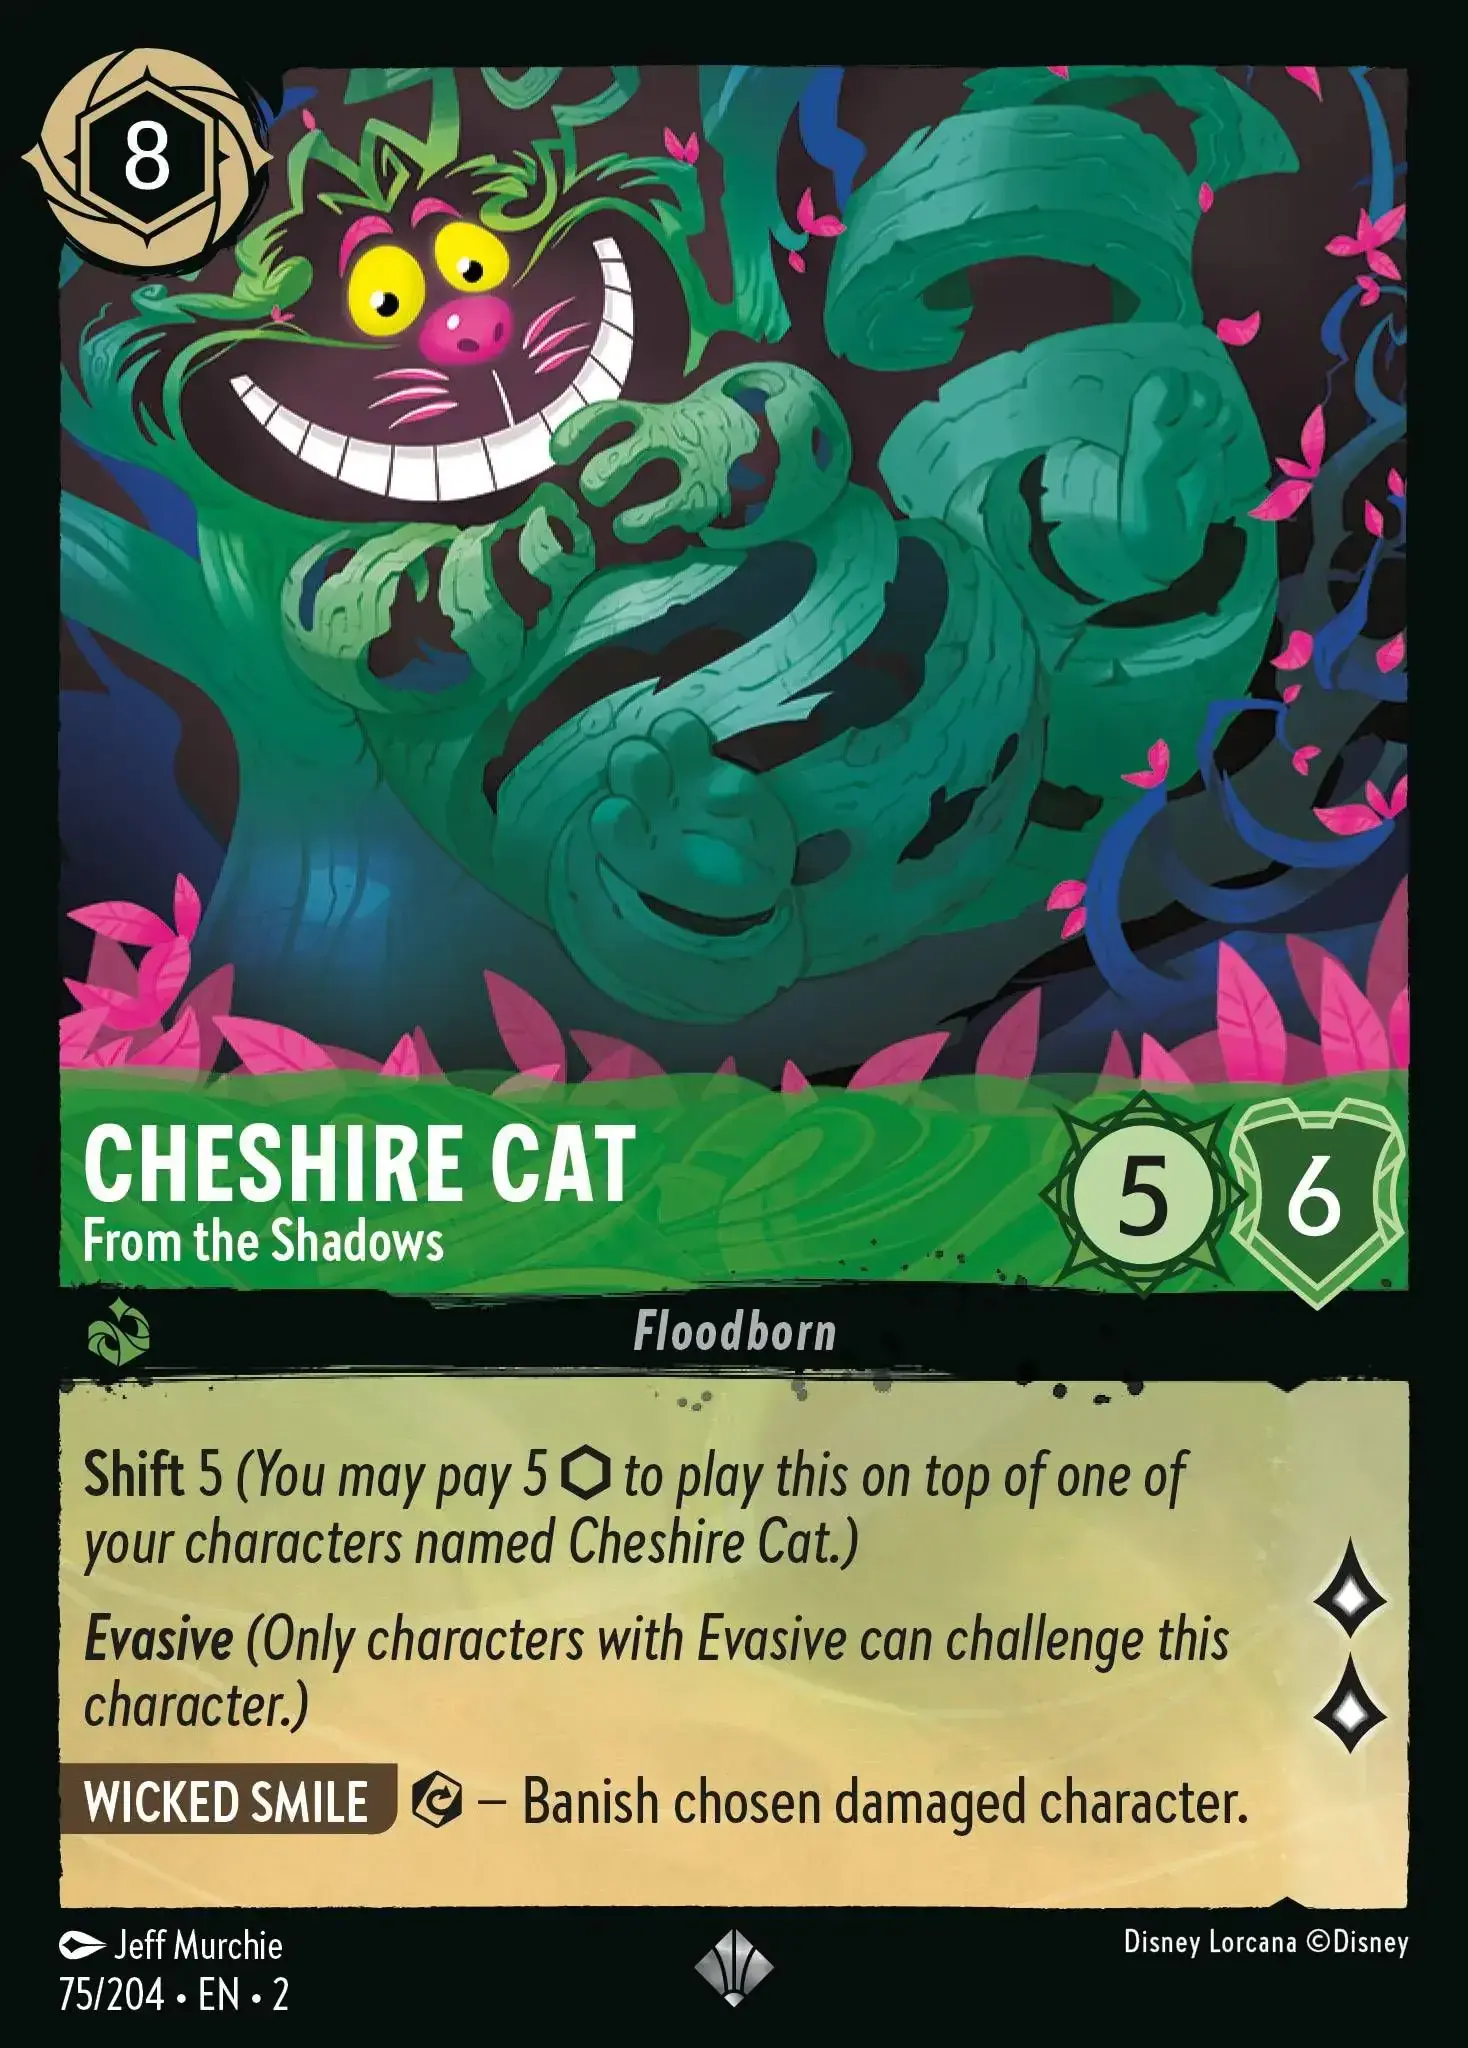 8
CHESHIRE CAT
From the Shadows
5
6
Floodborn
Shift 5 (You may pay 5 to play this on top of one of
your characters named Cheshire Cat.)
Evasive (Only characters with Evasive can challenge this
character.)
WICKED SMILE – Banish chosen damaged character.
Jeff Murchie
Disney Lorcana ©Disney
75/204 • EN • 2